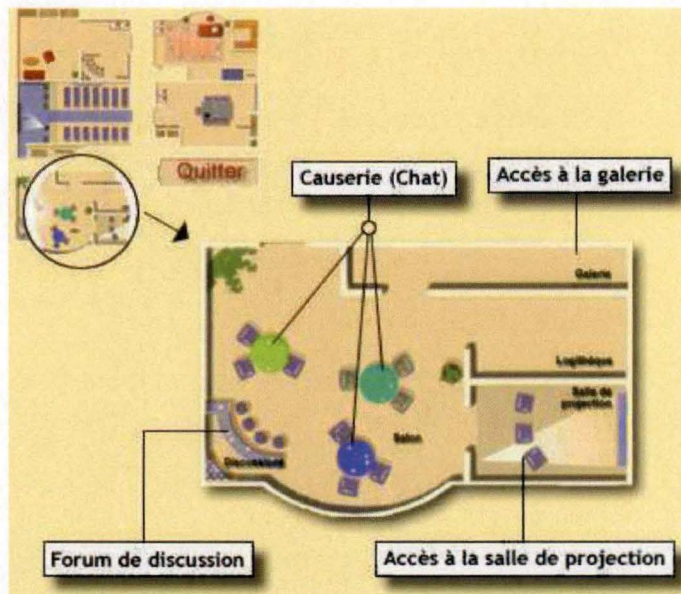 Quitter
Causerie (Chat)
Accès à la galerie
Galerie
Logithèque
Salle de
projection
Salon
Discussions
Forum de discussion
Accès à la salle de projection